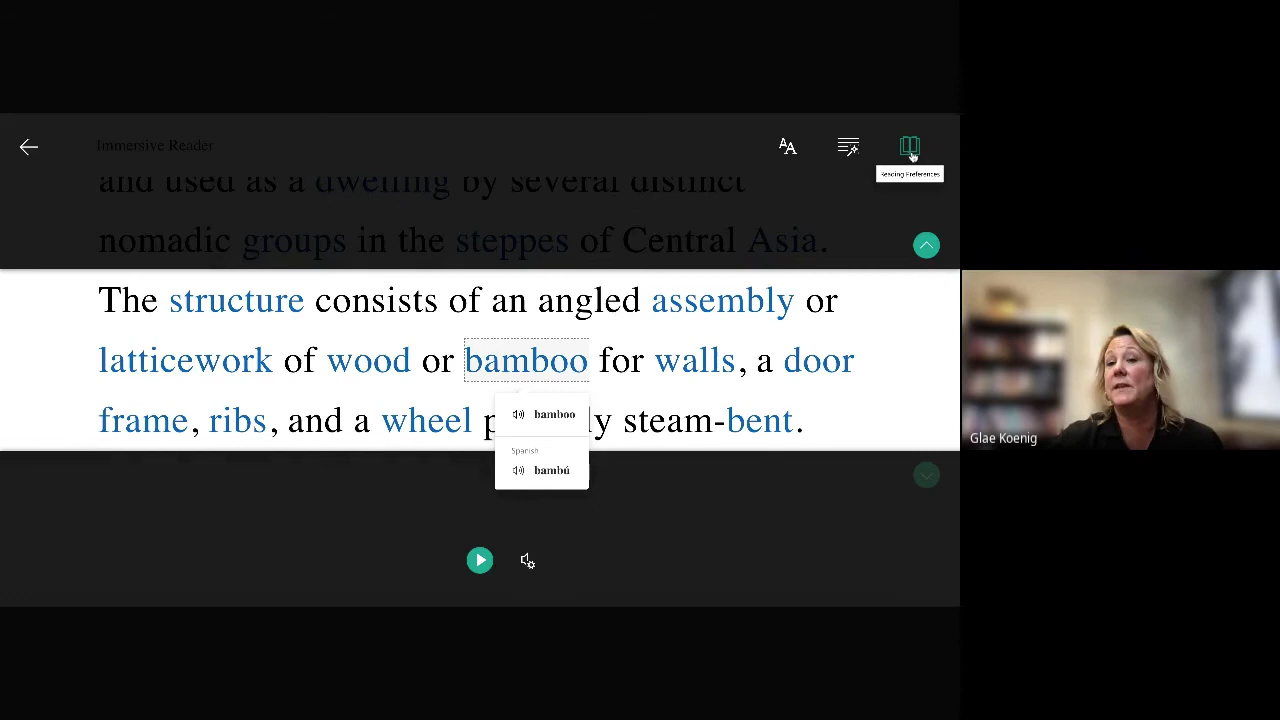 Immersive Reader
Reading Preferences
and used as a dwelling by several distinct
nomadic groups in the steppes of Central Asia.
The structure consists of an angled assembly or
latticework of wood or bamboo for walls, a door
frame, ribs, and a wheel steam-bent.
bamboo
Spanish
bambú
Glae Koenig